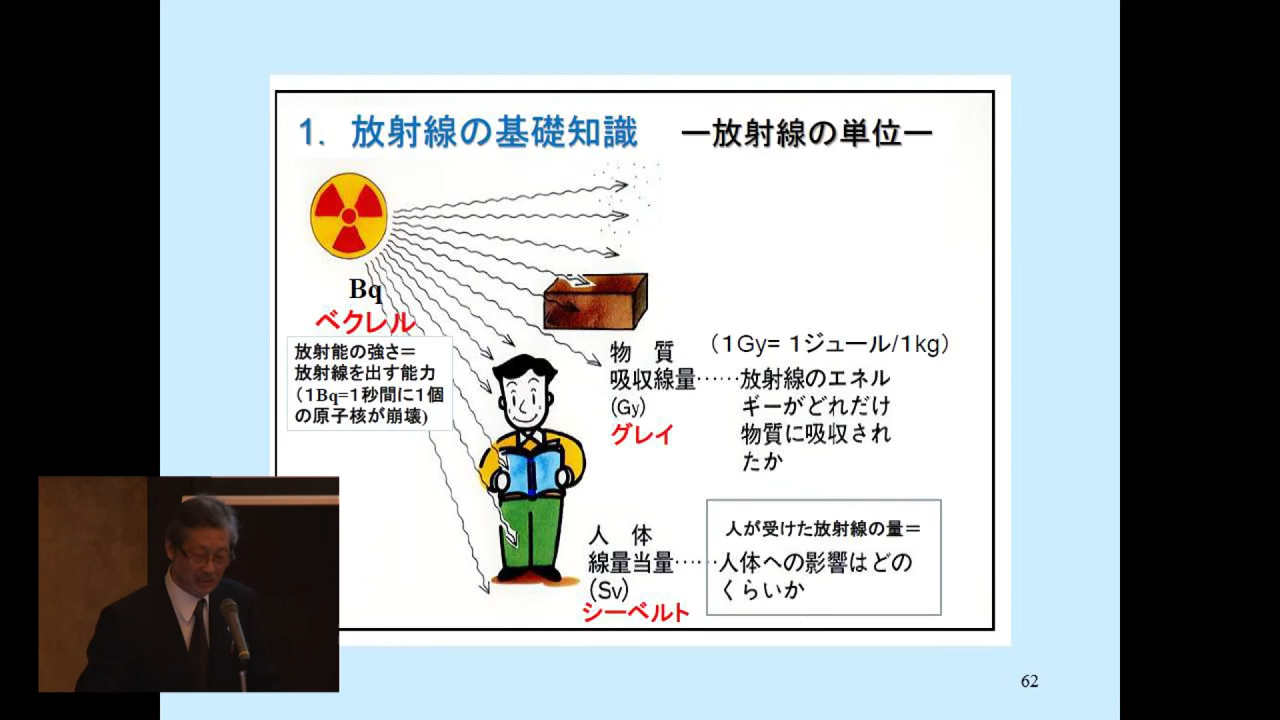 1. 放射線の基礎知識 ー放射線の単位ー
Bq
ベクレル
放射能の強さ＝
放射線を出す能力
（１Bq=１秒間に１個
の原子核が崩壊)
物　質
吸収線量……放射線のエネル
(Gy)
グレイ
（１Gy= １ジュール/１kg）
ギーがどれだけ
物質に吸収され
たか
人　体
線量当量……人体への影響はどの
(Sv)
シーベルト
人が受けた放射線の量＝
くらいか
62